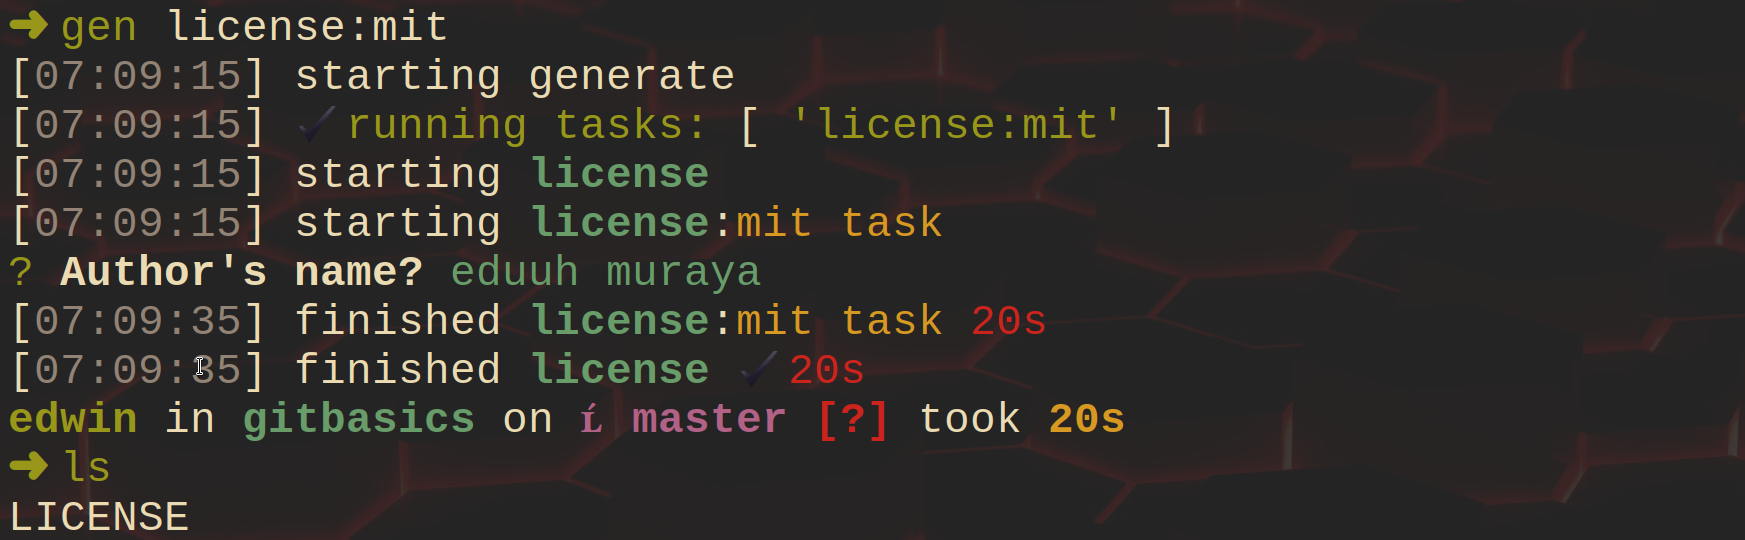 ➜ gen license:mit
[07:09:15] starting generate
[07:09:15] ✔ running tasks: [ 'license:mit' ]
[07:09:15] starting license
[07:09:15] starting license:mit task
? Author's name? eduuh muraya
[07:09:35] finished license:mit task 20s
[07:09:35] finished license ✔ 20s
edwin in gitbasics on Ĺ master [?] took 20s
➜ ls
LICENSE